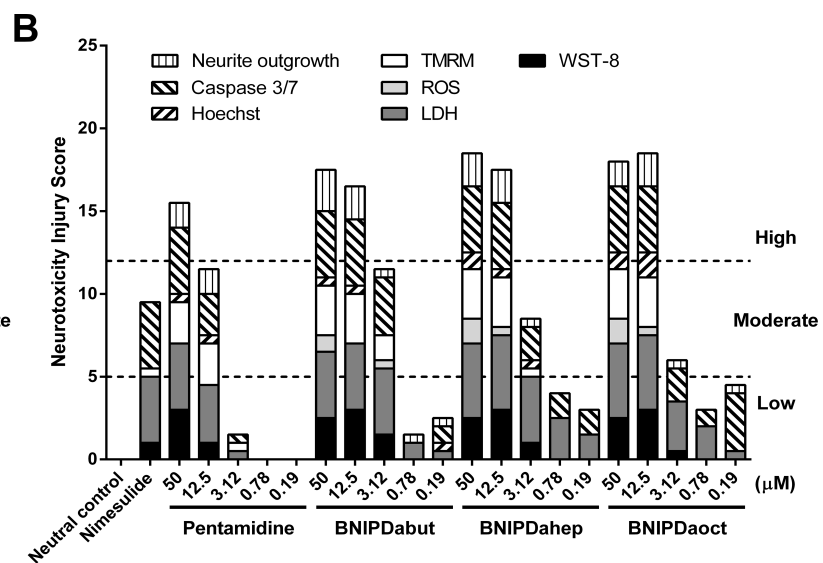 B
25
20
15
10
5
0
Neurotoxicity Injury Score
Neurite outgrowth
Caspase 3/7
Hoechst
TMRM
ROS
LDH
WST-8
High
Moderate
Low
te
Neutral control
Nimesulide
50 12.5 3.12 0.78 0.19 50 12.5 3.12 0.78 0.19 50 12.5 3.12 0.78 0.19 50 12.5 3.12 0.78 0.19 (μM)
Pentamidine BNIPDabut BNIPDahep BNIPDaoct